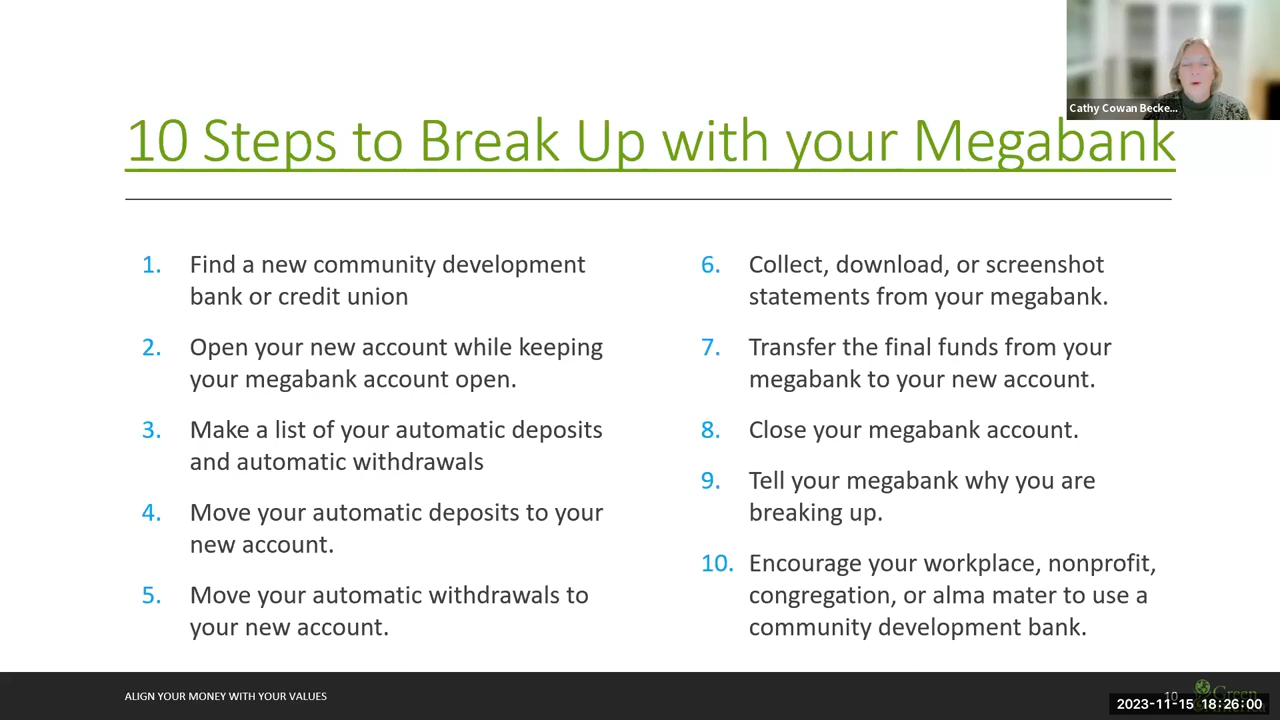 Cathy Cowan Becke...
10 Steps to Break Up with your Megabank
1. Find a new community development
bank or credit union
2. Open your new account while keeping
your megabank account open.
3. Make a list of your automatic deposits
and automatic withdrawals
4. Move your automatic deposits to your
new account.
5. Move your automatic withdrawals to
your new account.
6. Collect, download, or screenshot
statements from your megabank.
7. Transfer the final funds from your
megabank to your new account.
8. Close your megabank account.
9. Tell your megabank why you are
breaking up.
10. Encourage your workplace, nonprofit,
congregation, or alma mater to use a
community development bank.
ALIGN YOUR MONEY WITH YOUR VALUES
10
Green
2023-11-15 18:26:00